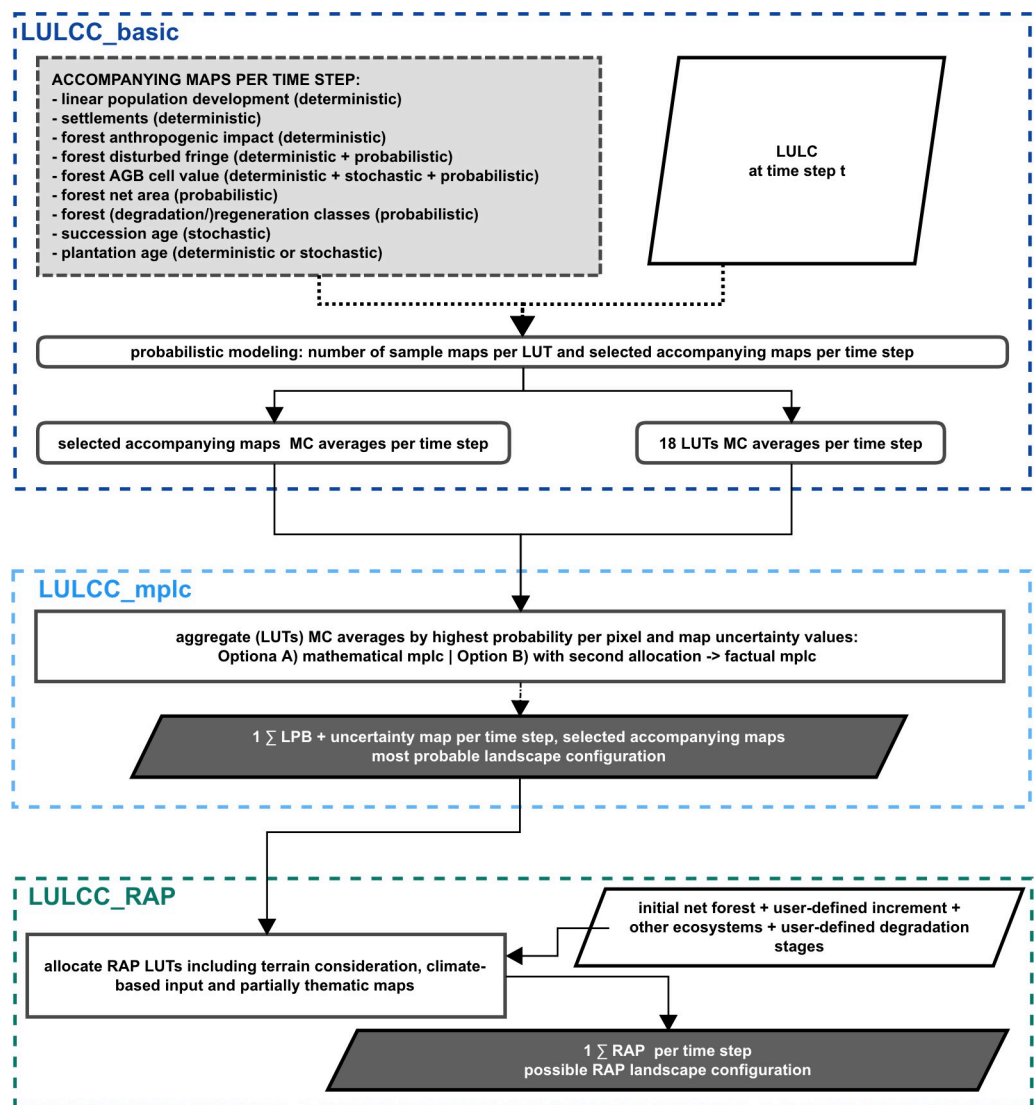 LULCC_basic
ACCOMPANYING MAPS PER TIME STEP:
- linear population development (deterministic)
- settlements (deterministic)
- forest anthropogenic impact (deterministic)
- forest disturbed fringe (deterministic + probabilistic)
- forest AGB cell value (deterministic + stochastic + probabilistic)
- forest net area (probabilistic)
- forest (degradation/)regeneration classes (probabilistic)
- succession age (stochastic)
- plantation age (deterministic or stochastic)
LULC
at time step t
probabilistic modeling: number of sample maps per LUT and selected accompanying maps per time step
selected accompanying maps MC averages per time step
18 LUTs MC averages per time step
LULCC_mplc
aggregate (LUTs) MC averages by highest probability per pixel and map uncertainty values:
Optiona A) mathematical mplc | Option B) with second allocation -> factual mplc
1 ∑ LPB + uncertainty map per time step, selected accompanying maps
most probable landscape configuration
LULCC_RAP
initial net forest + user-defined increment +
other ecosystems + user-defined degradation
stages
allocate RAP LUTs including terrain consideration, climate-
based input and partially thematic maps
1 ∑ RAP per time step
possible RAP landscape configuration